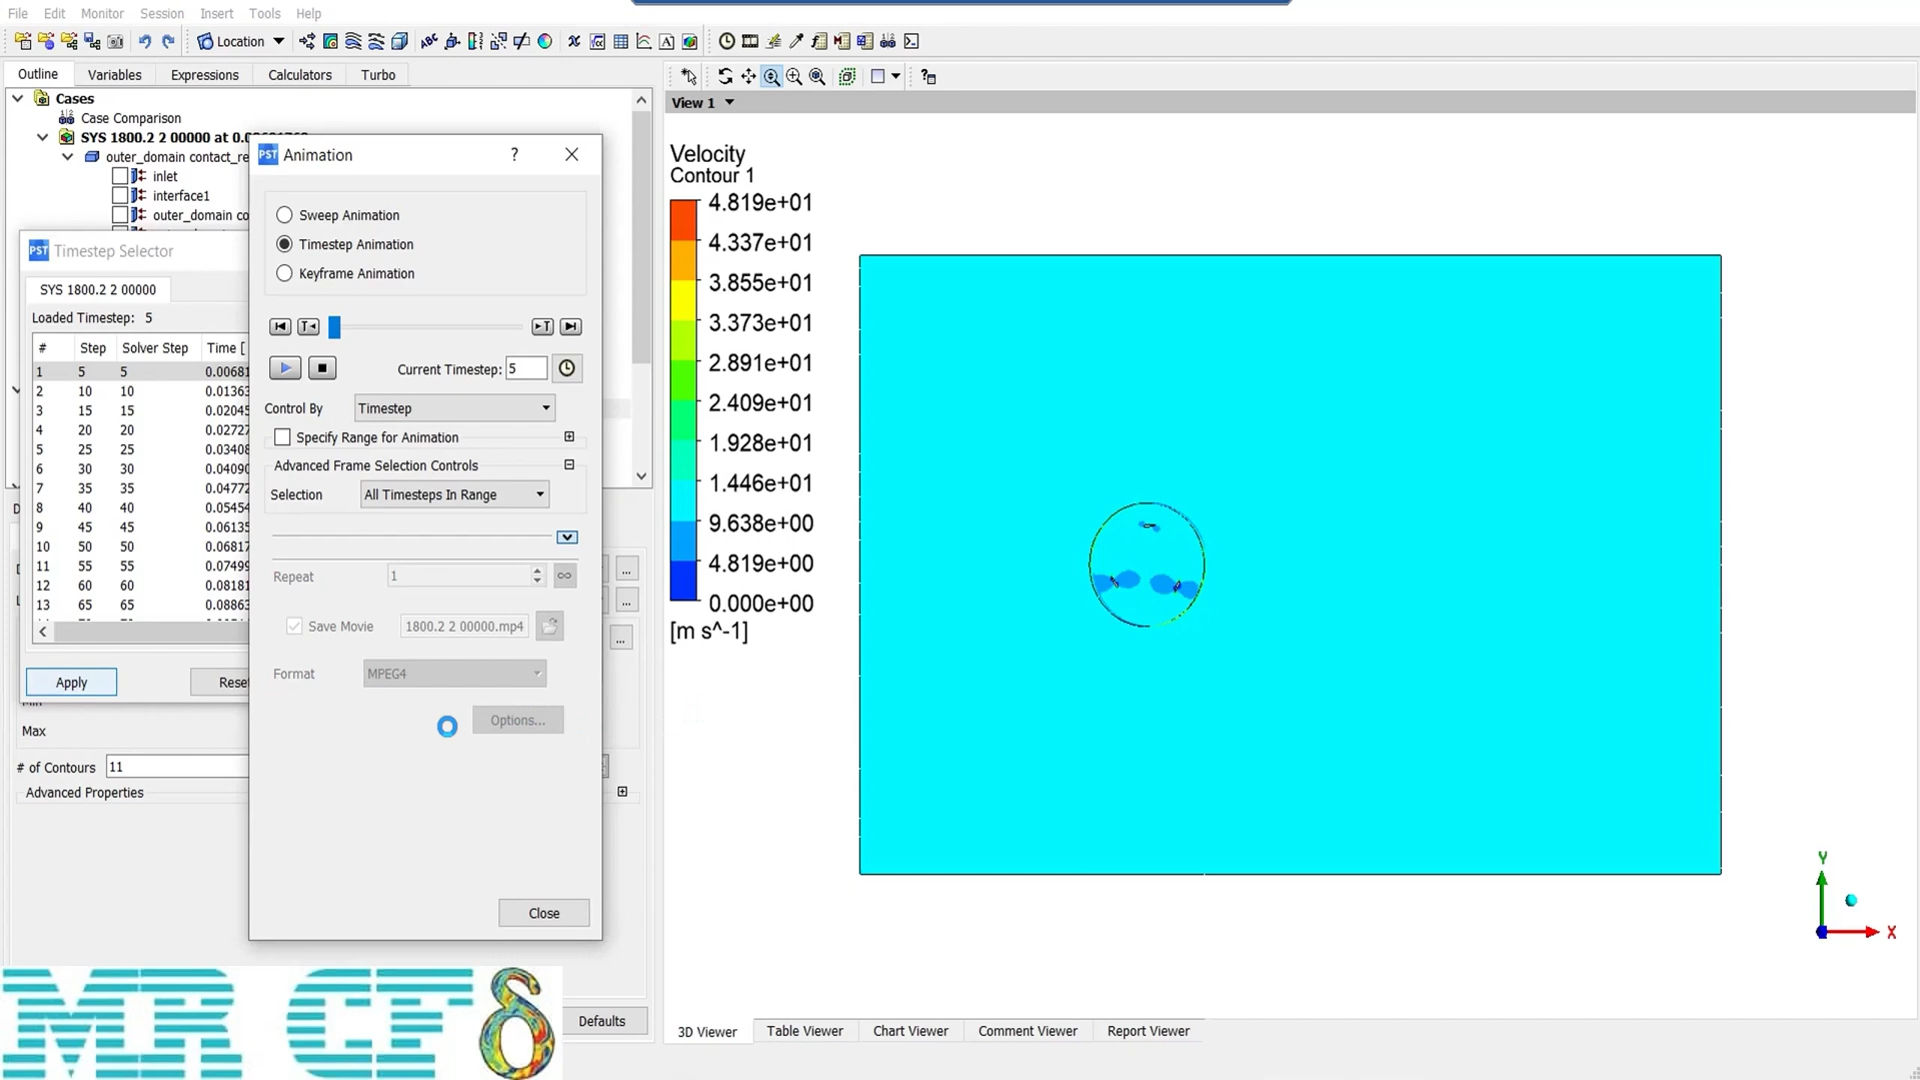 File Edit Monitor Session Insert Tools Help
Location
Outline Variables Expressions Calculators Turbo
Cases
Case Comparison
SYS 1800.2 2 00000 at 0.
outer_domain contact_re
inlet
interface1
outer_domain co
View 1
PST Animation ? ×
Sweep Animation
Timestep Animation
Keyframe Animation
Current Timestep: 5
Control By Timestep
Specify Range for Animation
Advanced Frame Selection Controls
Selection All Timesteps In Range
Repeat 1
Save Movie 1800.2 2 00000.mp4
Format MPEG4
Options...
Close
PST Timestep Selector
SYS 1800.2 2 00000
Loaded Timestep: 5
# Step Solver Step Time [
1 5 5 0.00681
2 10 10 0.01363
3 15 15 0.02045
4 20 20 0.02727
5 25 25 0.03408
6 30 30 0.04090
7 35 35 0.04772
8 40 40 0.05454
9 45 45 0.06135
10 50 50 0.06817
11 55 55 0.07499
12 60 60 0.08181
13 65 65 0.08863
Apply Rese
Max
# of Contours 11
Advanced Properties
Defaults
MR CFD
Velocity
Contour 1
4.819e+01
4.337e+01
3.855e+01
3.373e+01
2.891e+01
2.409e+01
1.928e+01
1.446e+01
9.638e+00
4.819e+00
0.000e+00
[m s^-1]
Y
X
3D Viewer Table Viewer Chart Viewer Comment Viewer Report Viewer